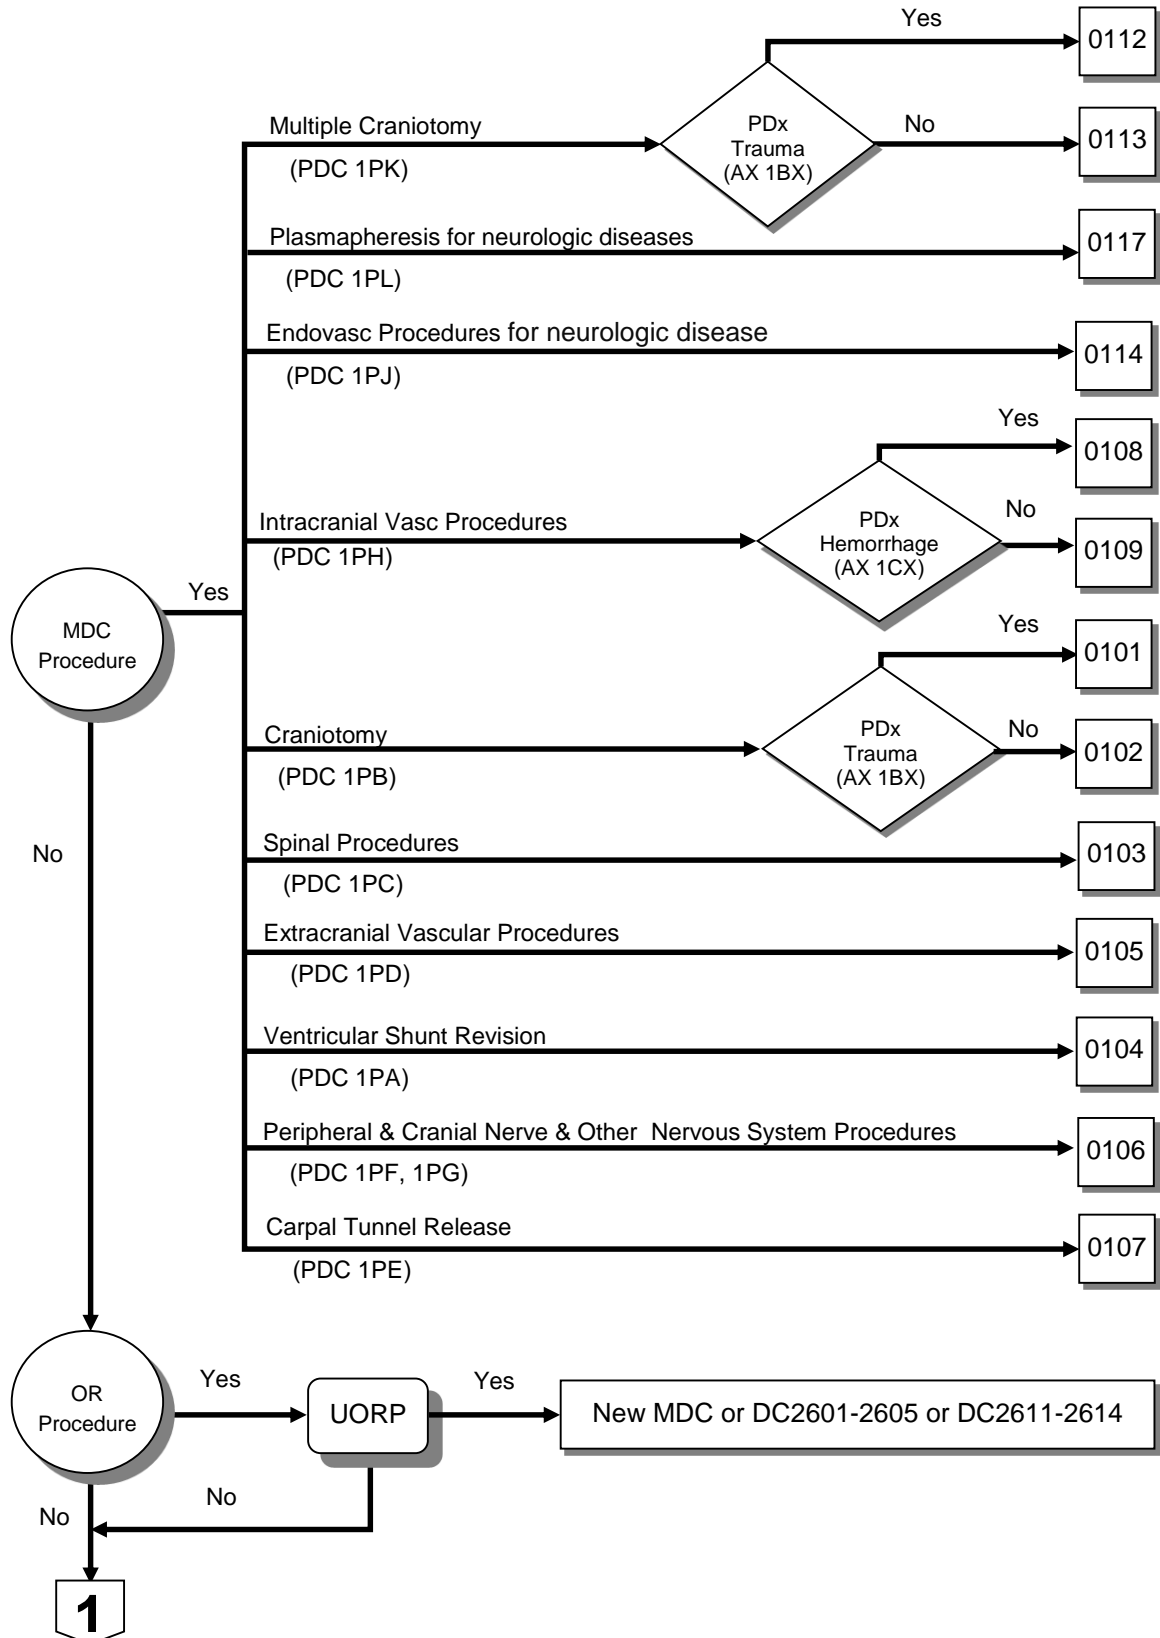 Yes
0112
Multiple Craniotomy
(PDC 1PK)
PDx
Trauma
(AX 1BX)
No
0113
Plasmapheresis for neurologic diseases
(PDC 1PL)
0117
Endovasc Procedures for neurologic disease
(PDC 1PJ)
0114
Yes
0108
Intracranial Vasc Procedures
(PDC 1PH)
PDx
Hemorrhage
(AX 1CX)
No
0109
MDC
Procedure
Yes
Yes
0101
Craniotomy
(PDC 1PB)
PDx
Trauma
(AX 1BX)
No
0102
No
Spinal Procedures
(PDC 1PC)
0103
Extracranial Vascular Procedures
(PDC 1PD)
0105
Ventricular Shunt Revision
(PDC 1PA)
0104
Peripheral & Cranial Nerve & Other  Nervous System Procedures
(PDC 1PF, 1PG)
0106
Carpal Tunnel Release
(PDC 1PE)
0107
OR
Procedure
Yes
UORP
Yes
New MDC or DC2601-2605 or DC2611-2614
No
No
1